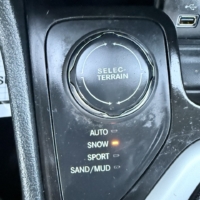 SELEC-
TERRAIN
AUTO
SNOW
SPORT
SAND/MUD